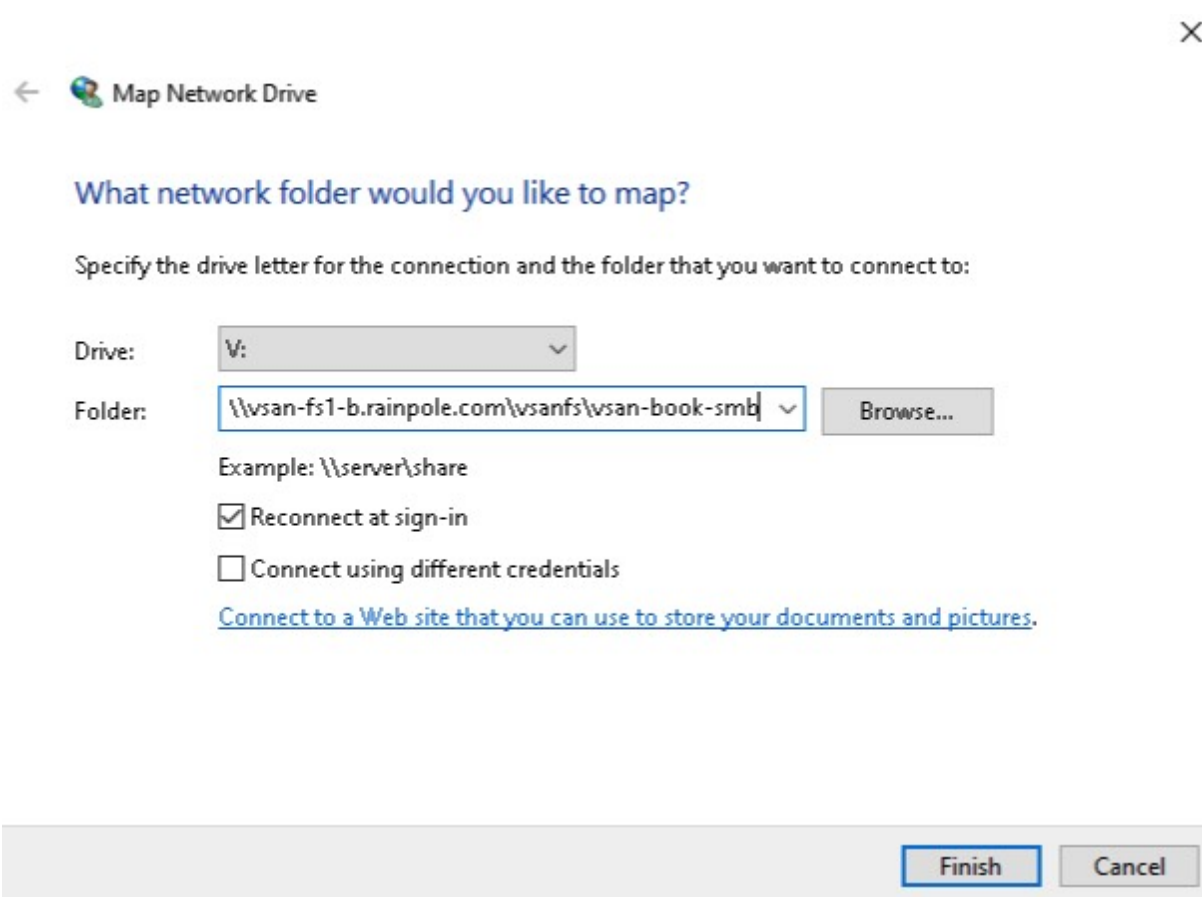 Map Network Drive
What network folder would you like to map?
Specify the drive letter for the connection and the folder that you want to connect to:
Drive: V:
Folder: \\vsan-fs1-b.rainpole.com\vsanfs\vsan-book-smb Browse...
Example: \\server\share
Reconnect at sign-in
Connect using different credentials
Connect to a Web site that you can use to store your documents and pictures.
Finish Cancel